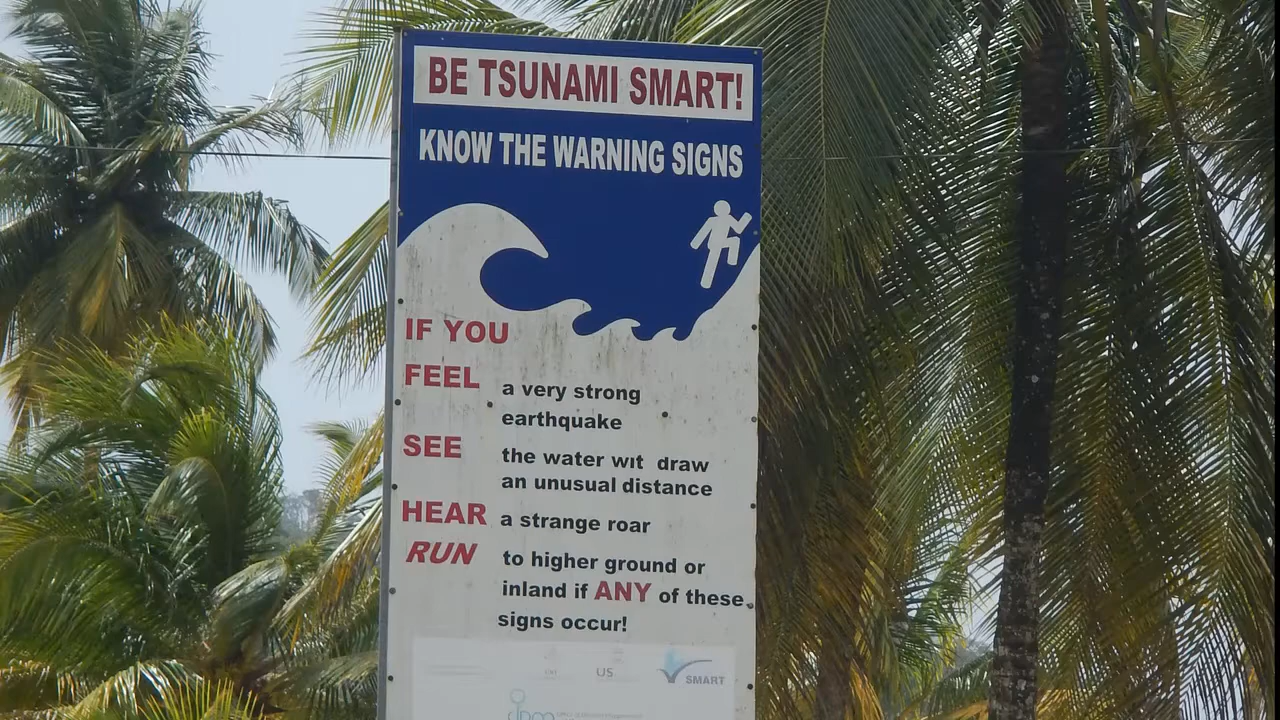 BE TSUNAMI SMART!
KNOW THE WARNING SIGNS
IF YOU
FEEL a very strong
earthquake
SEE the water wit draw
an unusual distance
HEAR a strange roar
RUN to higher ground or
inland if ANY of these
signs occur!
US
SMART